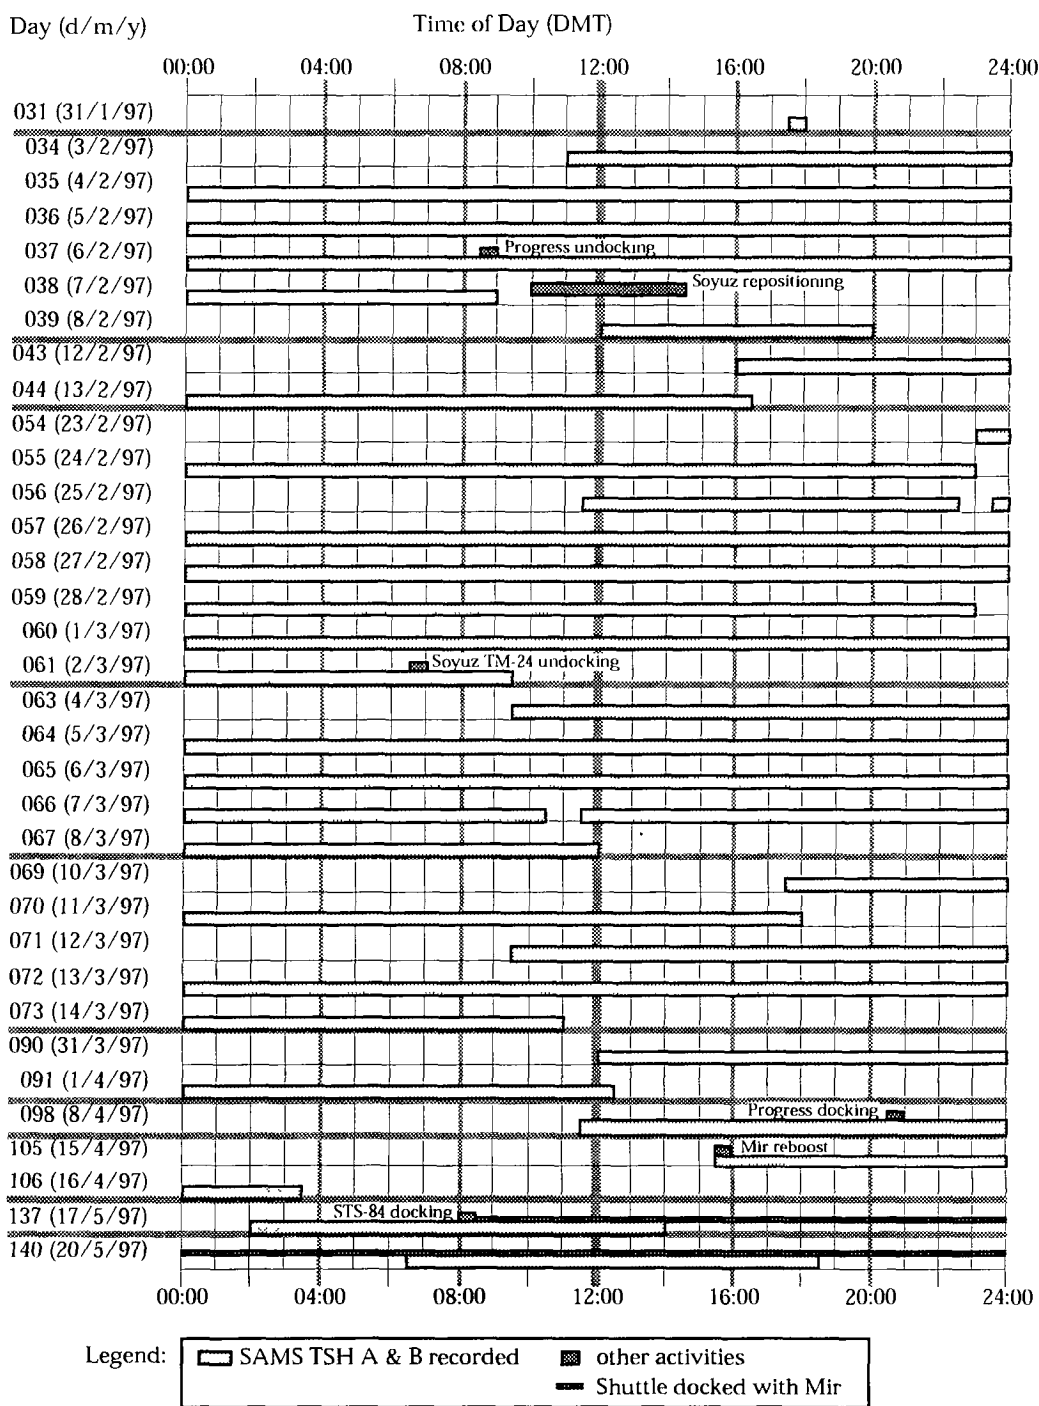 Day (d/m/y)
Time of Day (DMT)
00:00 04:00 08:00 12:00 16:00 20:00 24:00
031 (31/1/97)
034 (3/2/97)
035 (4/2/97)
036 (5/2/97)
037 (6/2/97) Progress undocking
038 (7/2/97) Soyuz repositioning
039 (8/2/97)
043 (12/2/97)
044 (13/2/97)
054 (23/2/97)
055 (24/2/97)
056 (25/2/97)
057 (26/2/97)
058 (27/2/97)
059 (28/2/97)
060 (1/3/97)
061 (2/3/97) Soyuz TM-24 undocking
063 (4/3/97)
064 (5/3/97)
065 (6/3/97)
066 (7/3/97)
067 (8/3/97)
069 (10/3/97)
070 (11/3/97)
071 (12/3/97)
072 (13/3/97)
073 (14/3/97)
090 (31/3/97)
091 (1/4/97)
098 (8/4/97) Progress docking
105 (15/4/97) Mir reboost
106 (16/4/97)
137 (17/5/97) STS-84 docking
140 (20/5/97)
00:00 04:00 08:00 12:00 16:00 20:00 24:00
Legend: SAMS TSH A & B recorded other activities
Shuttle docked with Mir